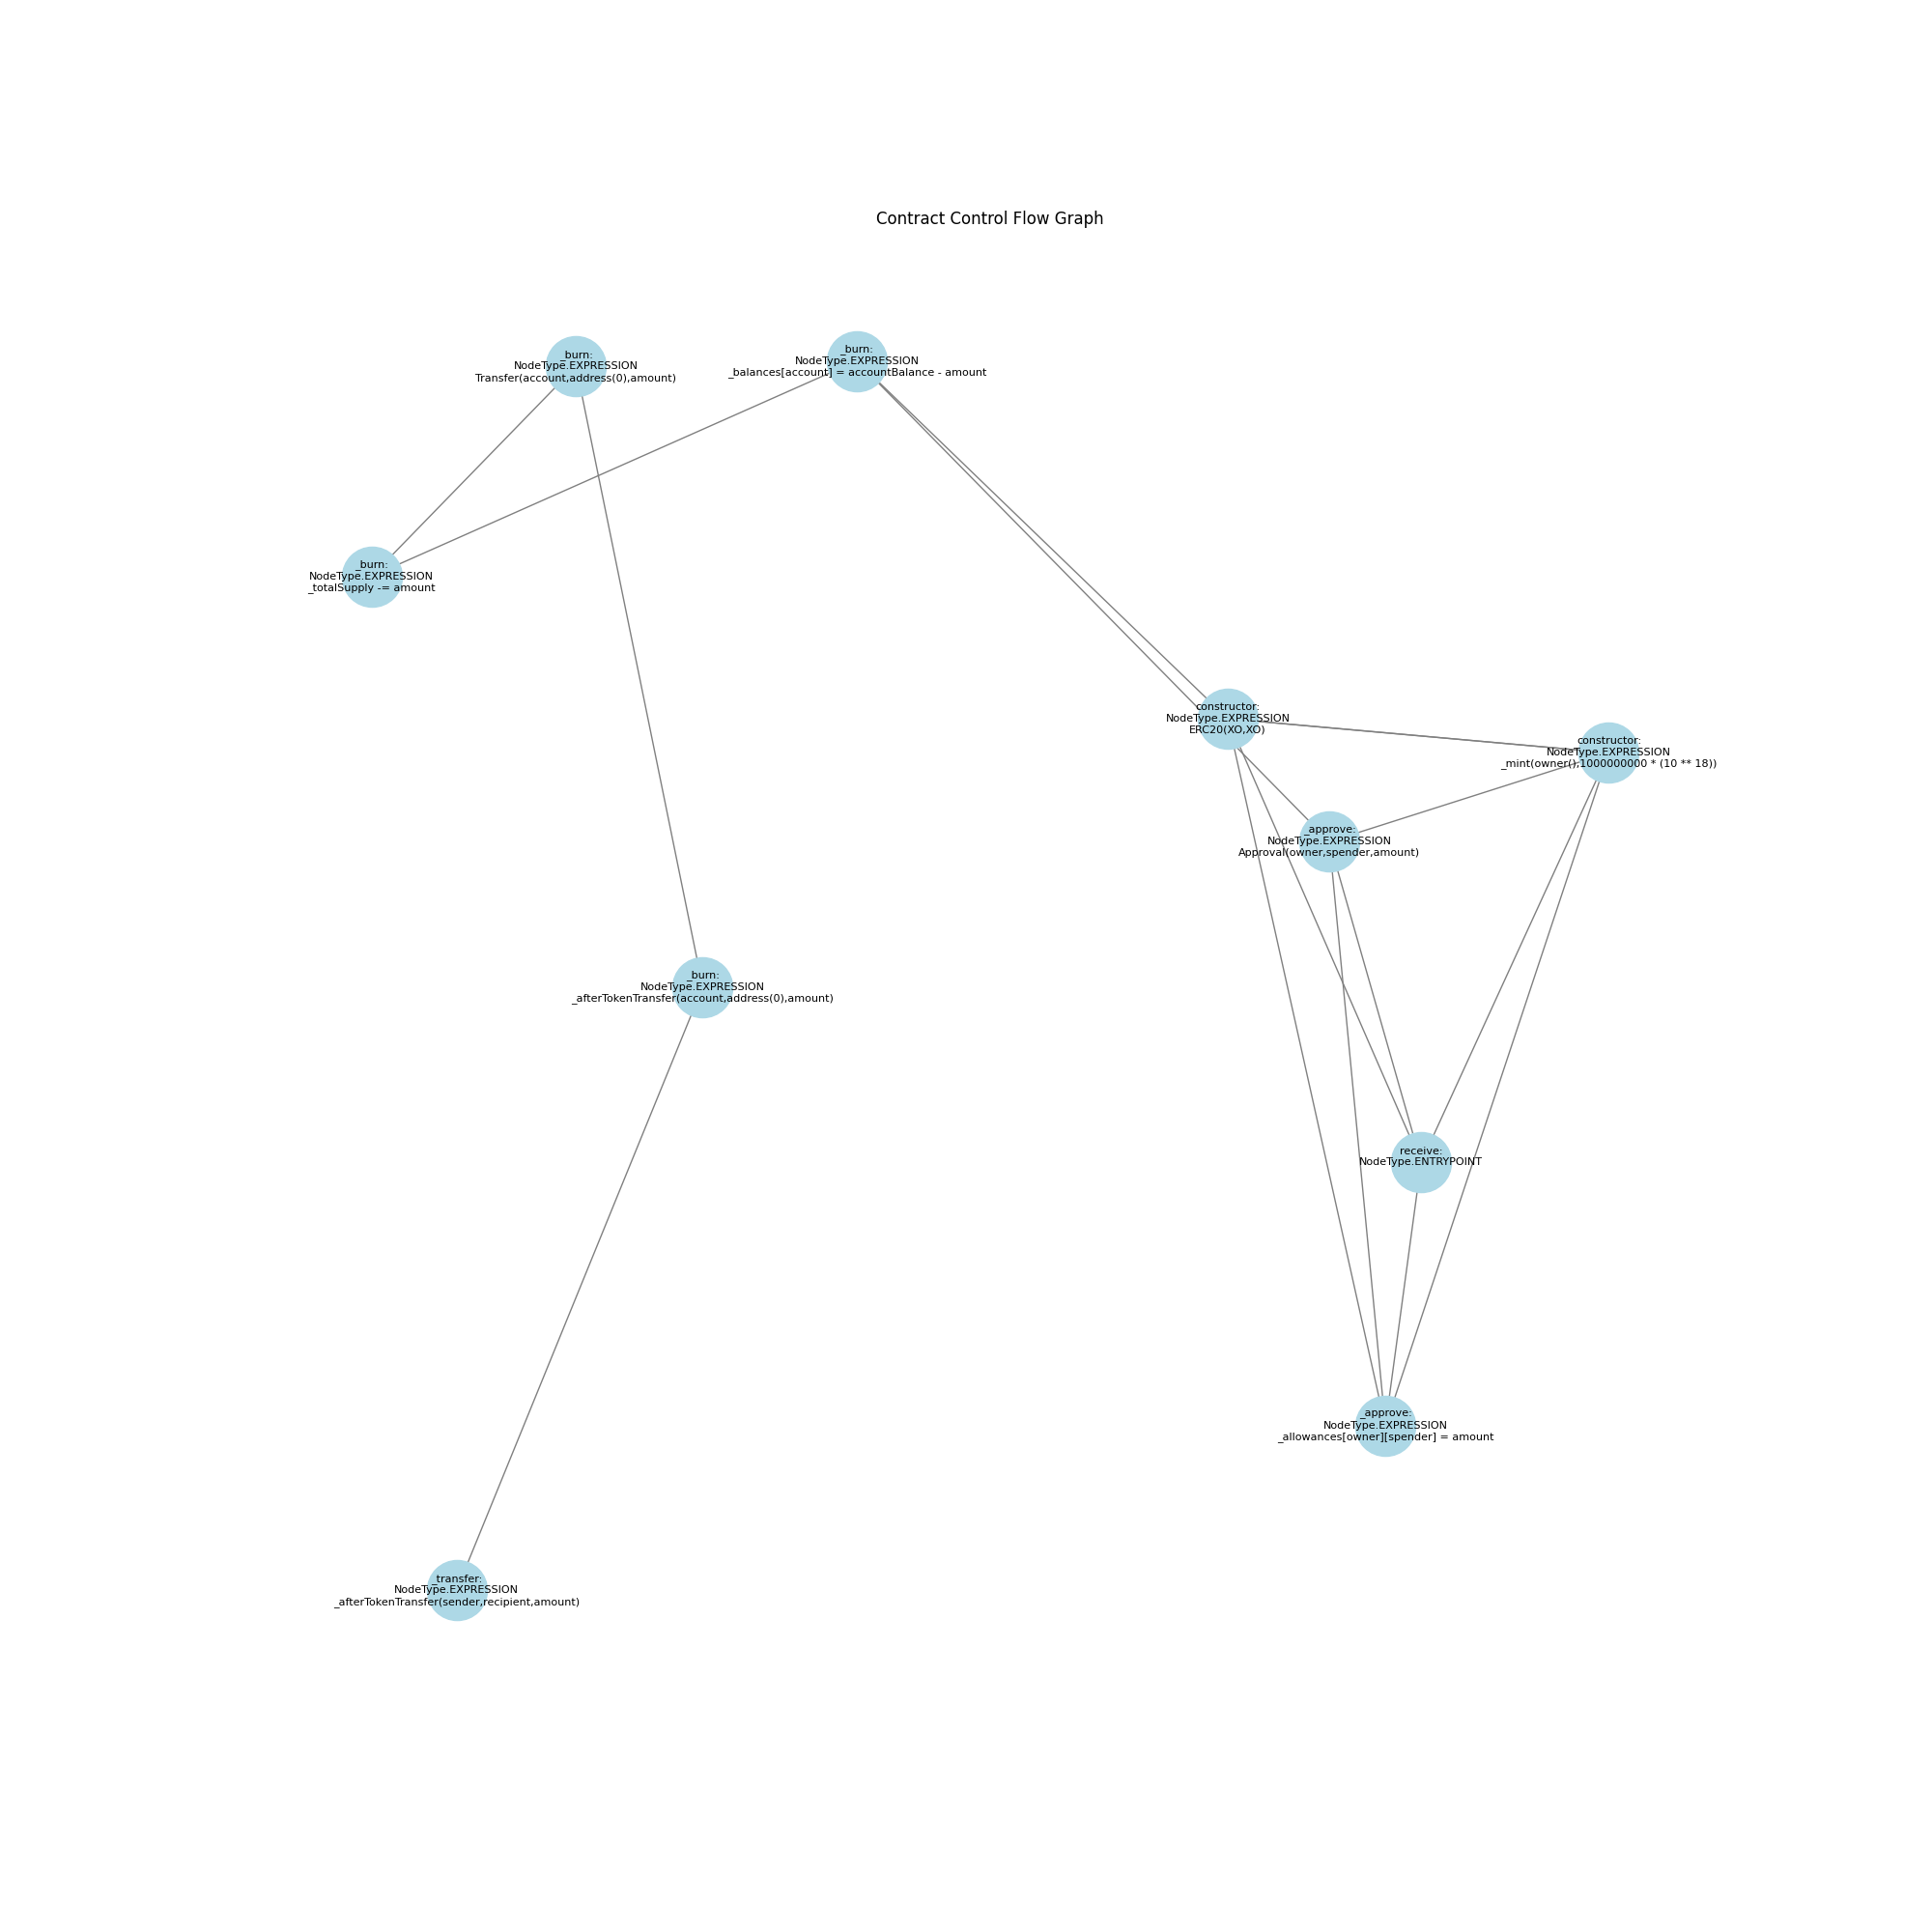 Contract Control Flow Graph
_burn:
NodeType.EXPRESSION
Transfer(account,address(0),amount)
_burn:
NodeType.EXPRESSION
_balances[account] = accountBalance - amount
_burn:
NodeType.EXPRESSION
_totalSupply -= amount
constructor:
NodeType.EXPRESSION
ERC20(XO,XO)
constructor:
NodeType.EXPRESSION
_mint(owner(),1000000000 * (10 ** 18))
_approve:
NodeType.EXPRESSION
Approval(owner,spender,amount)
_burn:
NodeType.EXPRESSION
_afterTokenTransfer(account,address(0),amount)
receive:
NodeType.ENTRYPOINT
_approve:
NodeType.EXPRESSION
_allowances[owner][spender] = amount
_transfer:
NodeType.EXPRESSION
_afterTokenTransfer(sender,recipient,amount)